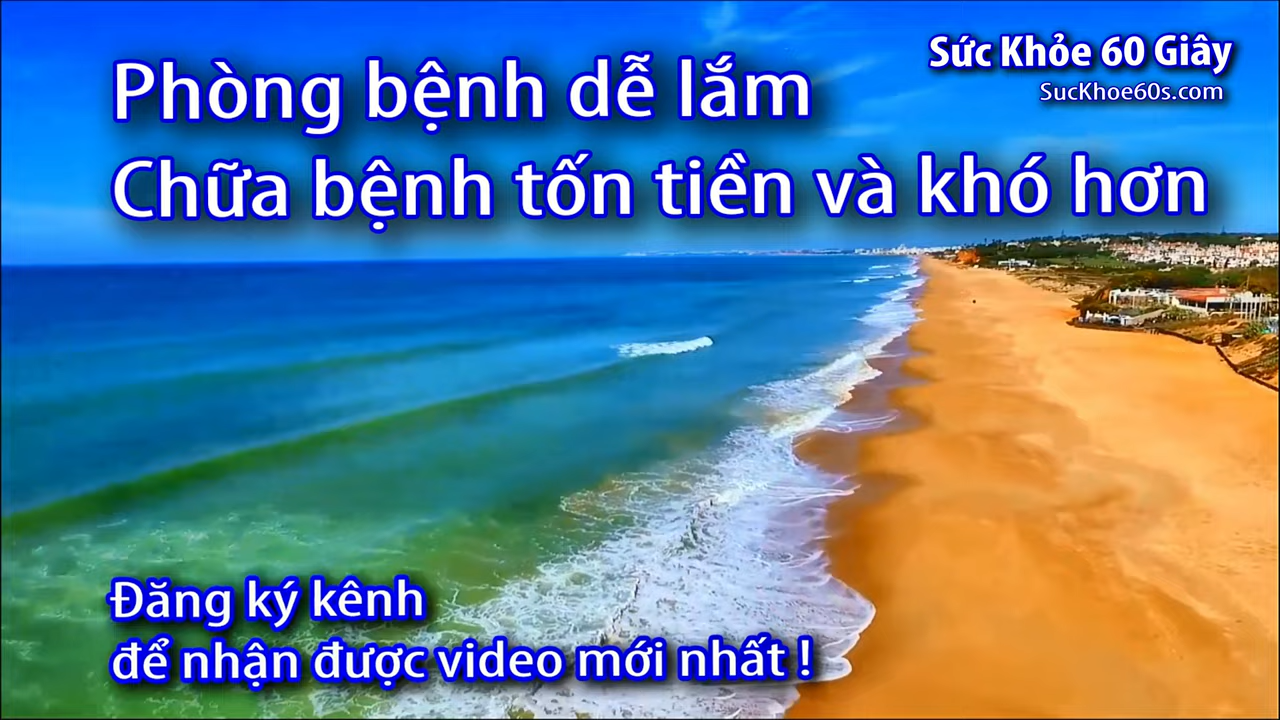 Sức Khỏe 60 Giây
SucKhoe60s.com
Phòng bệnh dễ lắm
Chữa bệnh tốn tiền và khó hơn
Đăng ký kênh
để nhận được video mới nhất !